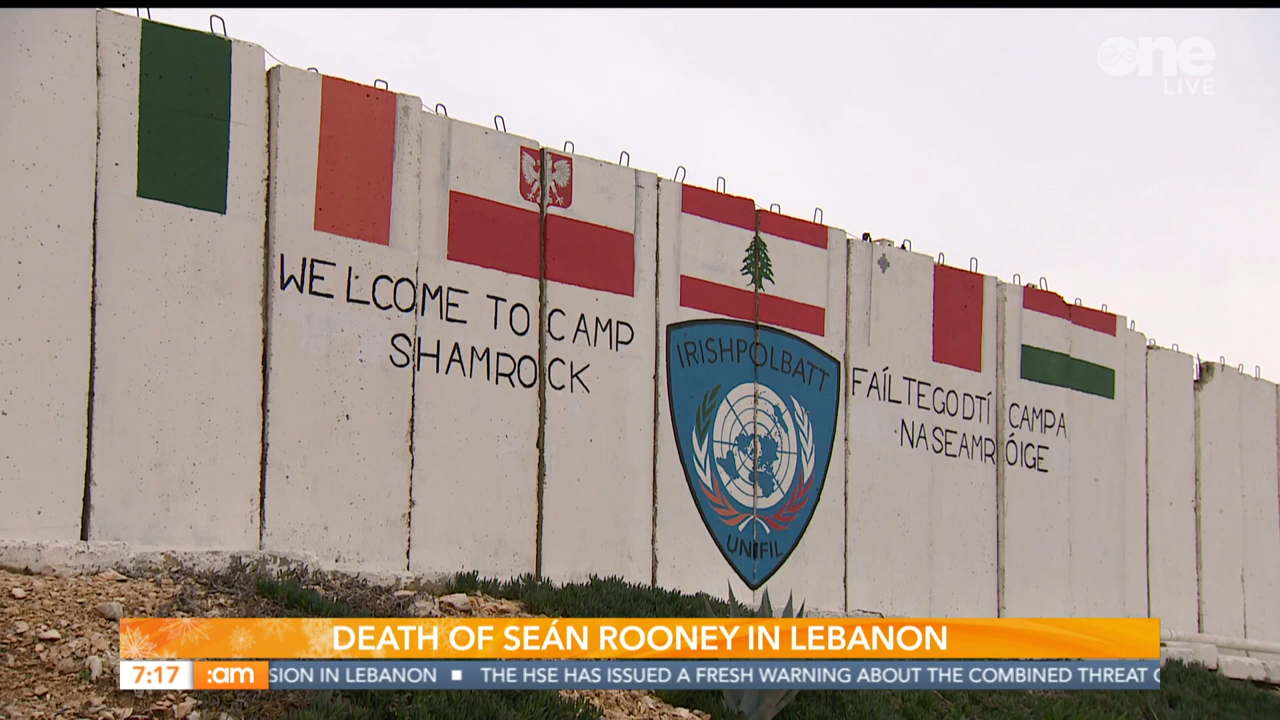 one
LIVE
WELCOME TO CAMP
SHAMROCK
IRISHPOLBATT
UNIFIL
FAÍLTE GO DTÍ CAMPA
NA SEAMRÓIGE
DEATH OF SEÁN ROONEY IN LEBANON
7:17 :am SION IN LEBANON ■ THE HSE HAS ISSUED A FRESH WARNING ABOUT THE COMBINED THREAT